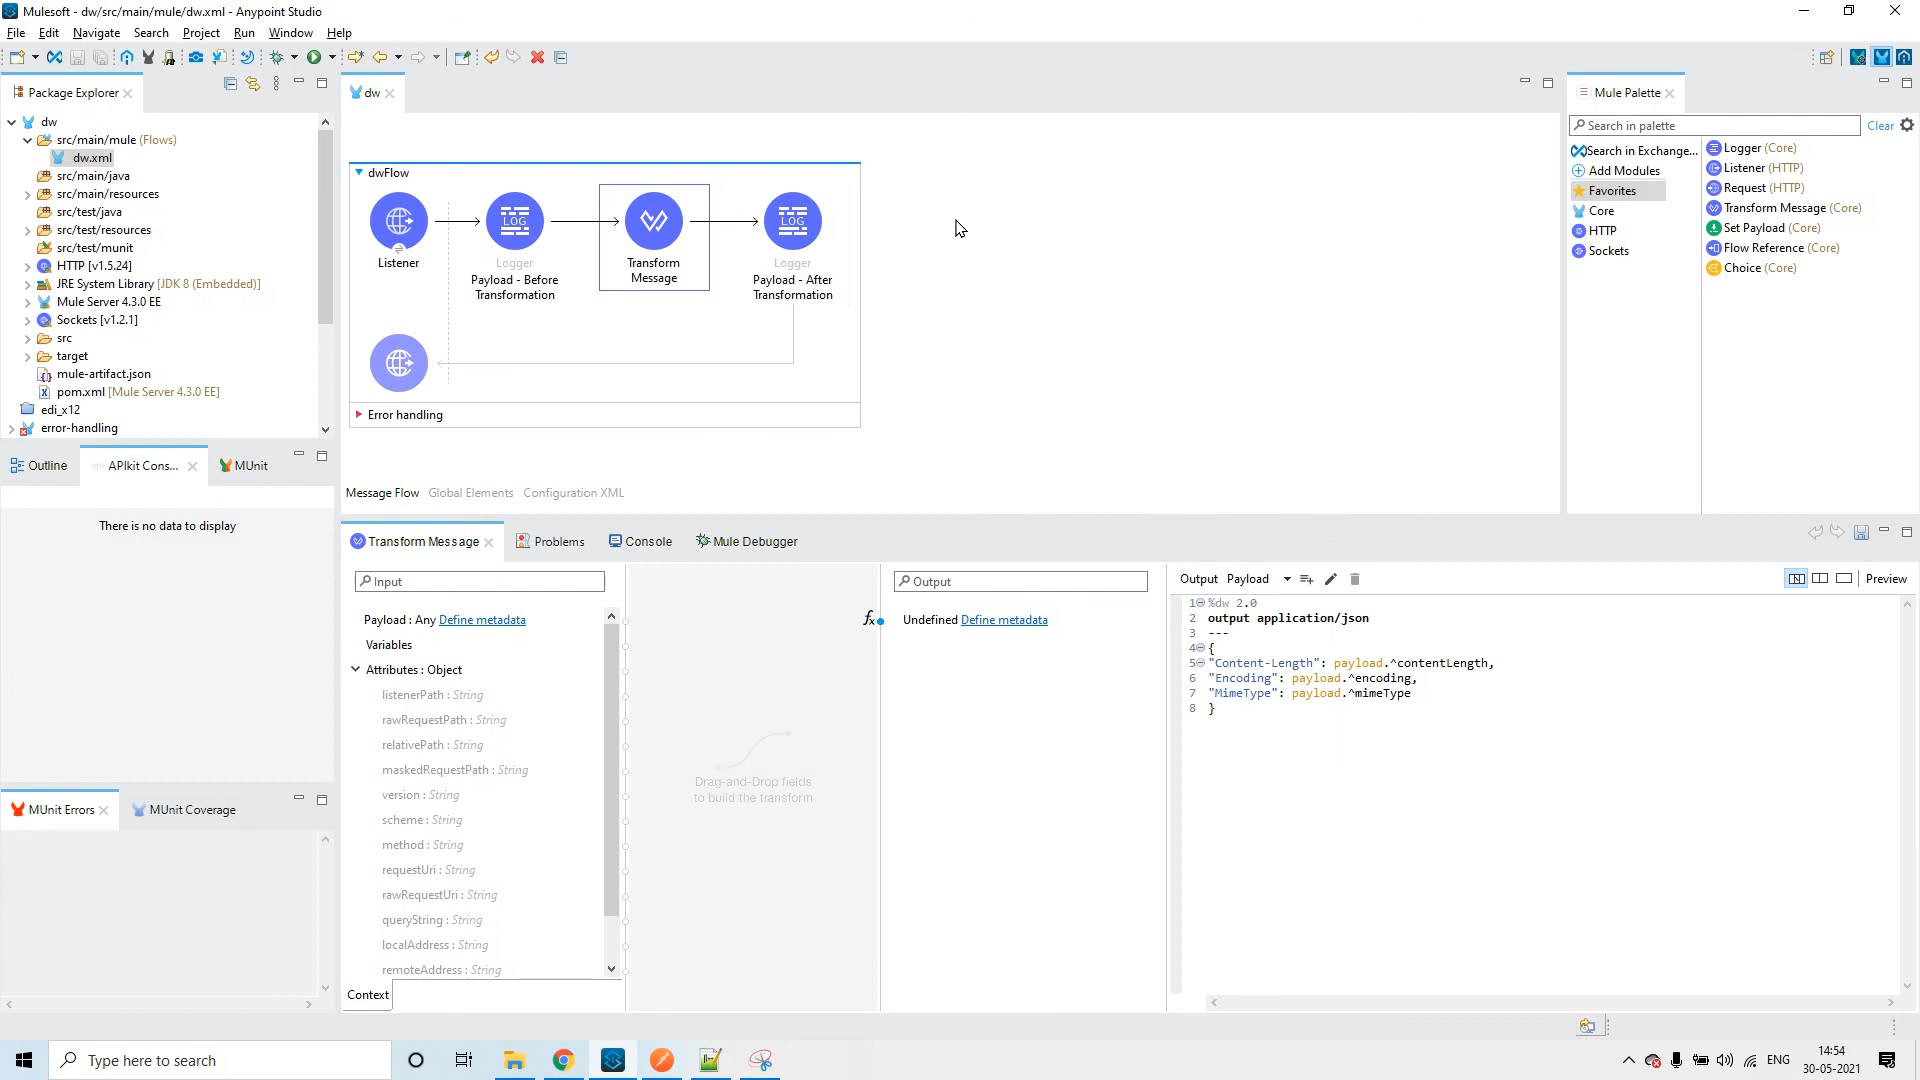 Mulesoft - dw/src/main/mule/dw.xml - Anypoint Studio
File Edit Navigate Search Project Run Window Help
Package Explorer
dw
src/main/mule (Flows)
dw.xml
src/main/java
src/main/resources
src/test/java
src/test/resources
src/test/munit
HTTP [v1.5.24]
JRE System Library [JDK 8 (Embedded)]
Mule Server 4.3.0 EE
Sockets [v1.2.1]
src
target
mule-artifact.json
pom.xml [Mule Server 4.3.0 EE]
edi_x12
error-handling
Outline APIkit Cons... MUnit
There is no data to display
MUnit Errors MUnit Coverage
dw
dwFlow
LOG LOG
Listener
Logger
Payload - Before
Transformation
Transform
Message
Logger
Payload - After
Transformation
Error handling
Message Flow Global Elements Configuration XML
Mule Palette
Search in palette
Clear
Search in Exchange...
Add Modules
Favorites
Core
HTTP
Sockets
Logger (Core)
Listener (HTTP)
Request (HTTP)
Transform Message (Core)
Set Payload (Core)
Flow Reference (Core)
Choice (Core)
Transform Message Problems Console Mule Debugger
Input
Payload : Any Define metadata
Variables
Attributes : Object
listenerPath : String
rawRequestPath : String
relativePath : String
maskedRequestPath : String
version : String
scheme : String
method : String
requestUri : String
rawRequestUri : String
queryString : String
localAddress : String
remoteAddress : String
Context
Drag-and-Drop fields
to build the transform
fx
Output
Undefined Define metadata
Output Payload Preview
1 %dw 2.0
2 output application/json
3 ---
4 {
5 "Content-Length": payload.^contentLength,
6 "Encoding": payload.^encoding,
7 "MimeType": payload.^mimeType
8 }
Type here to search
ENG
14:54
30-05-2021